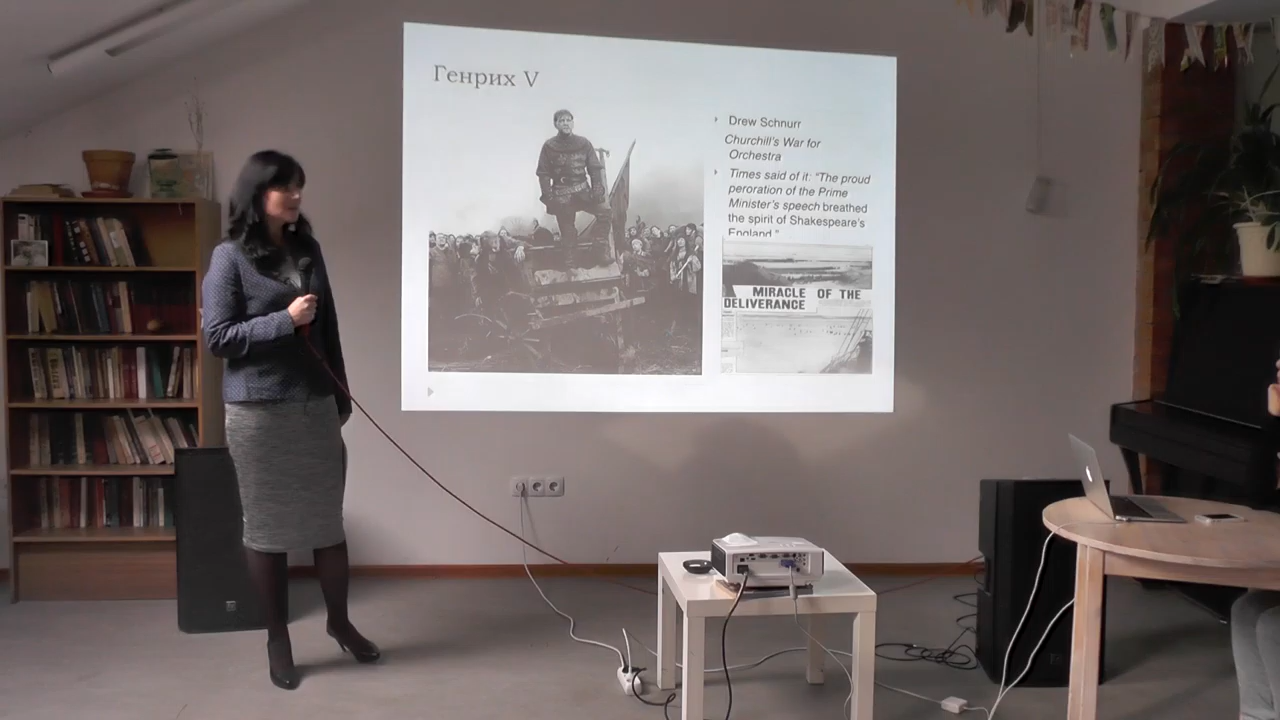 Генрих V
Drew Schnurr
Churchill's War for
Orchestra
Times said of it: “The proud
peroration of the Prime
Minister's speech breathed
the spirit of Shakespeare's
England."
MIRACLE OF THE
DELIVERANCE